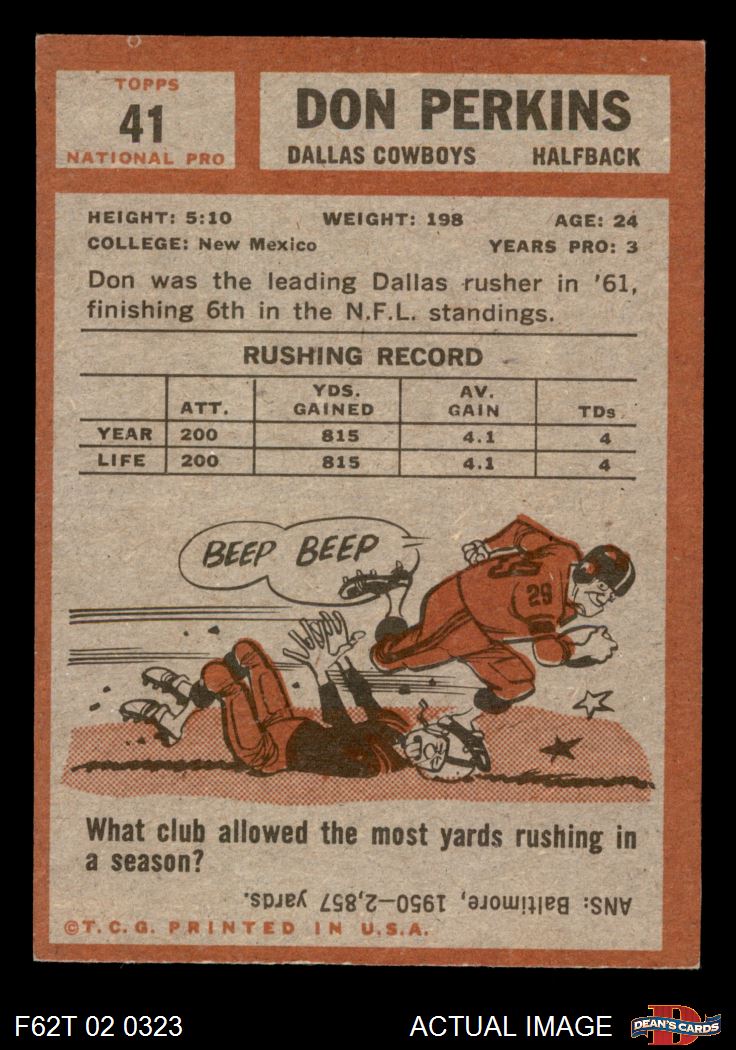 TOPPS
41
NATIONAL PRO
DON PERKINS
DALLAS COWBOYS HALFBACK
HEIGHT: 5:10 WEIGHT: 198 AGE: 24
COLLEGE: New Mexico YEARS PRO: 3
Don was the leading Dallas rusher in '61,
finishing 6th in the N.F.L. standings.
RUSHING RECORD
ATT. YDS. GAINED AV. GAIN TDs
YEAR 200 815 4.1 4
LIFE 200 815 4.1 4
BEEP BEEP
29
What club allowed the most yards rushing in
a season?
ANS: Baltimore, 1950—2,857 yards.
©T.C.G. PRINTED IN U.S.A.
F62T 02 0323 ACTUAL IMAGE DEAN'S CARDS